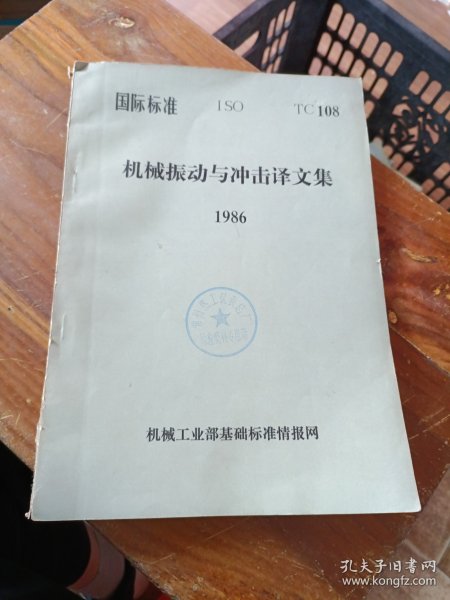 国际标准 ISO TC 108
机械振动与冲击译文集
1986
机械工业部基础标准情报网
孔夫子旧书网
www.kongfz.com